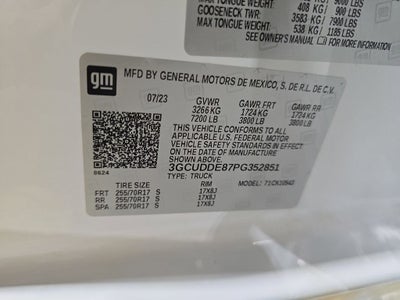 MAX TONGUE WEIGHT:
408 KG/ 900 LBS
GOOSENECK TWR:
3583 KG/ 7900 LBS
MAX TONGUE WEIGHT:
538 KG/ 1185 LBS
SEE OWNER'S MANUAL
gm
MFD BY GENERAL MOTORS DE MEXICO, S. DE R.L. DE C.V.
07/23 GVWR GAWR FRT GAWR RR
3266 KG 1724 KG 1724 KG
7200 LB 3800 LB 3800 LB
THIS VEHICLE CONFORMS TO ALL
APPLICABLE U.S. FEDERAL MOTOR
VEHICLE SAFETY STANDARDS IN
EFFECT ON THE DATE OF
MANUFACTURE SHOWN ABOVE.
3GCUDDE87PG352851
TYPE: TRUCK MODEL:
0624
TIRE SIZE RIM
FRT 255/70R17 S 17X8J
RR 255/70R17 S 17X8J
SPA 255/70R17 S 17X8J